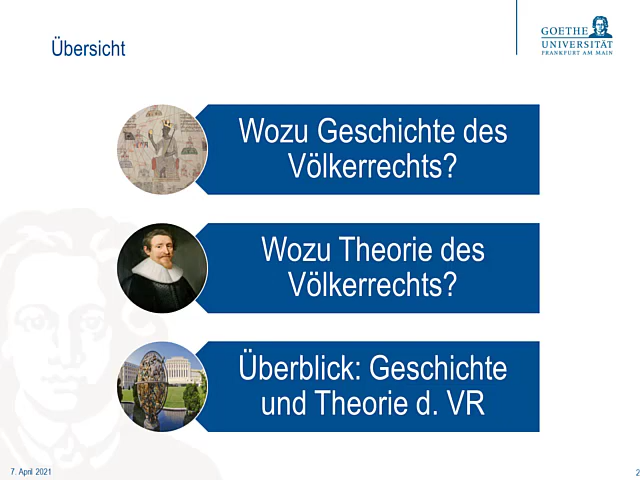 Übersicht
GOETHE
UNIVERSITÄT
FRANKFURT AM MAIN
Wozu Geschichte des
Völkerrechts?
Wozu Theorie des
Völkerrechts?
Überblick: Geschichte
und Theorie d. VR
7. April 2021
2